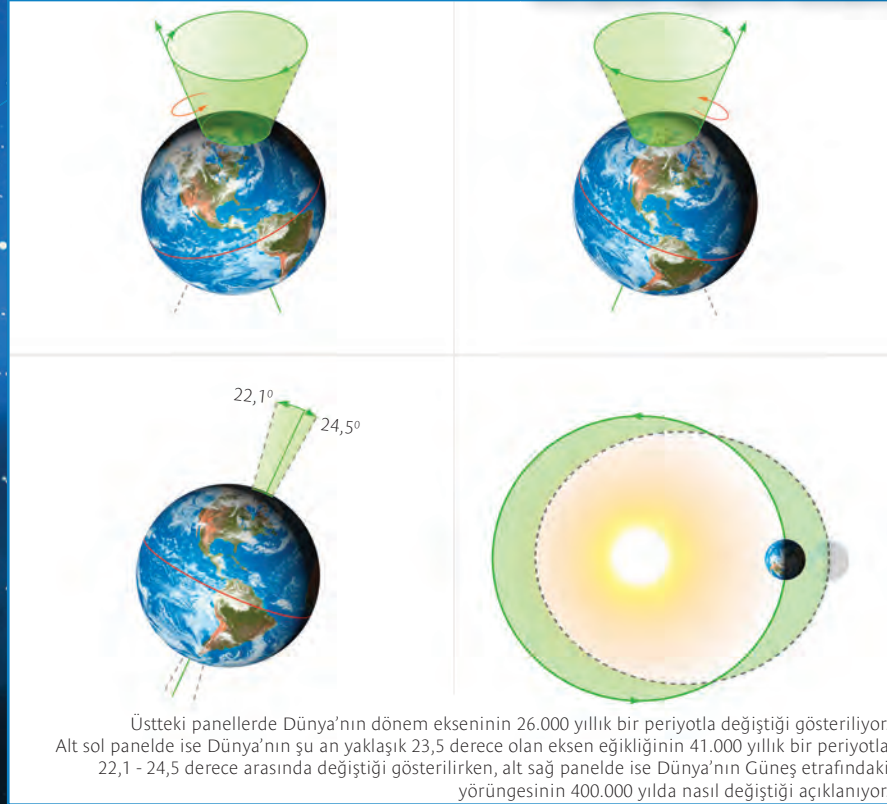 22,1⁰
24,5⁰
Üstteki panellerde Dünya’nın dönem ekseninin 26.000 yıllık bir periyotla değiştiği gösteriliyor.
Alt sol panelde ise Dünya’nın şu an yaklaşık 23,5 derece olan eksen eğikliğinin 41.000 yıllık bir periyotla
22,1 - 24,5 derece arasında değiştiği gösterilirken, alt sağ panelde ise Dünya’nın Güneş etrafındaki
yörüngesinin 400.000 yılda nasıl değiştiği açıklanıyor